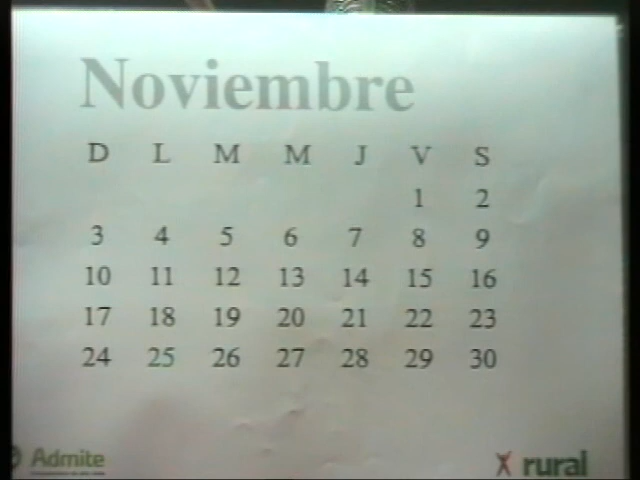 Noviembre
D L M M J V S
1 2
3 4 5 6 7 8 9
10 11 12 13 14 15 16
17 18 19 20 21 22 23
24 25 26 27 28 29 30
Admite
rural